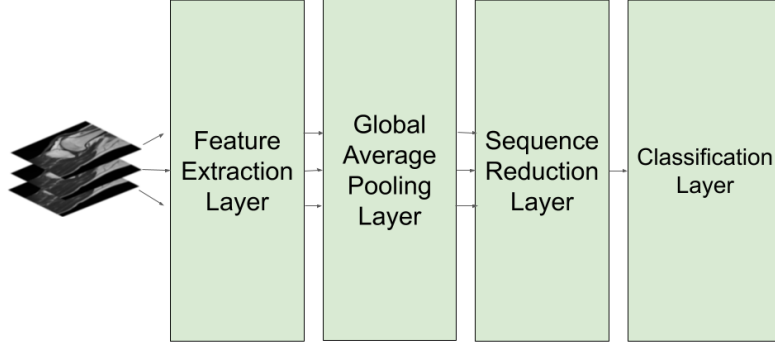 Feature
Extraction
Layer
Global
Average
Pooling
Layer
Sequence
Reduction
Layer
Classification
Layer